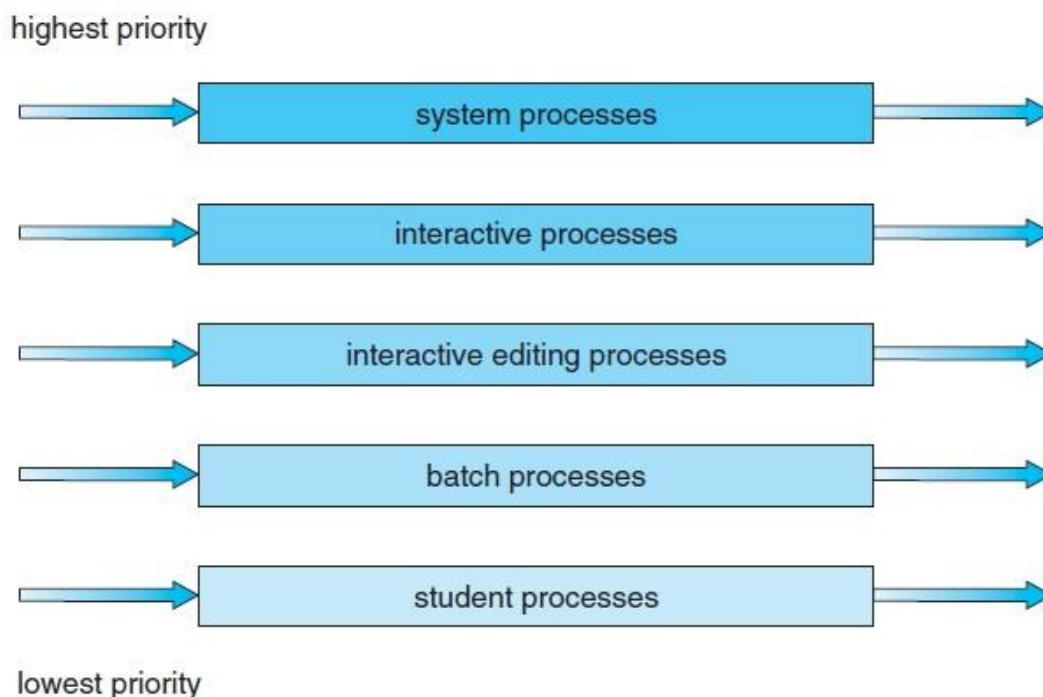 highest priority
system processes
interactive processes
interactive editing processes
batch processes
student processes
lowest priority